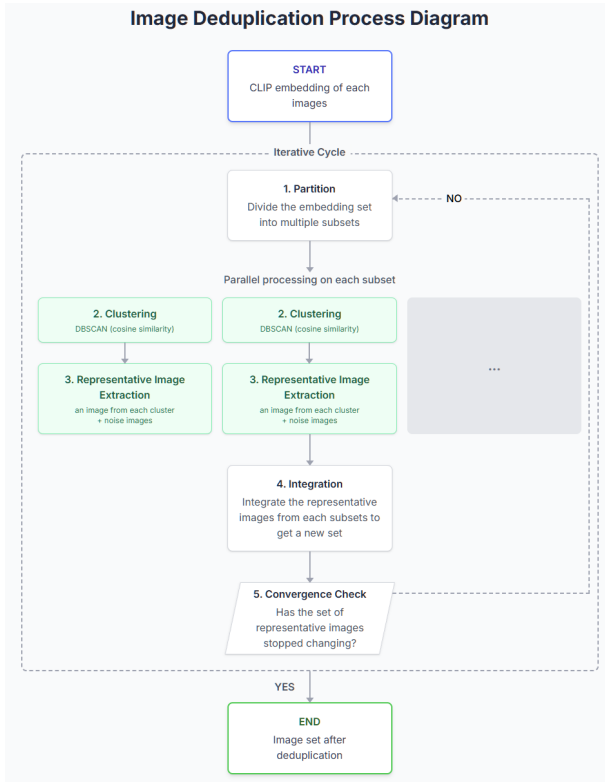 Image Deduplication Process Diagram
START
CLIP embedding of each
images
Iterative Cycle
1. Partition
Divide the embedding set
into multiple subsets
NO
Parallel processing on each subset
2. Clustering
DBSCAN (cosine similarity)
3. Representative Image
Extraction
an image from each cluster
+ noise images
2. Clustering
DBSCAN (cosine similarity)
3. Representative Image
Extraction
an image from each cluster
+ noise images
...
4. Integration
Integrate the representative
images from each subsets to
get a new set
5. Convergence Check
Has the set of
representative images
stopped changing?
YES
END
Image set after
deduplication